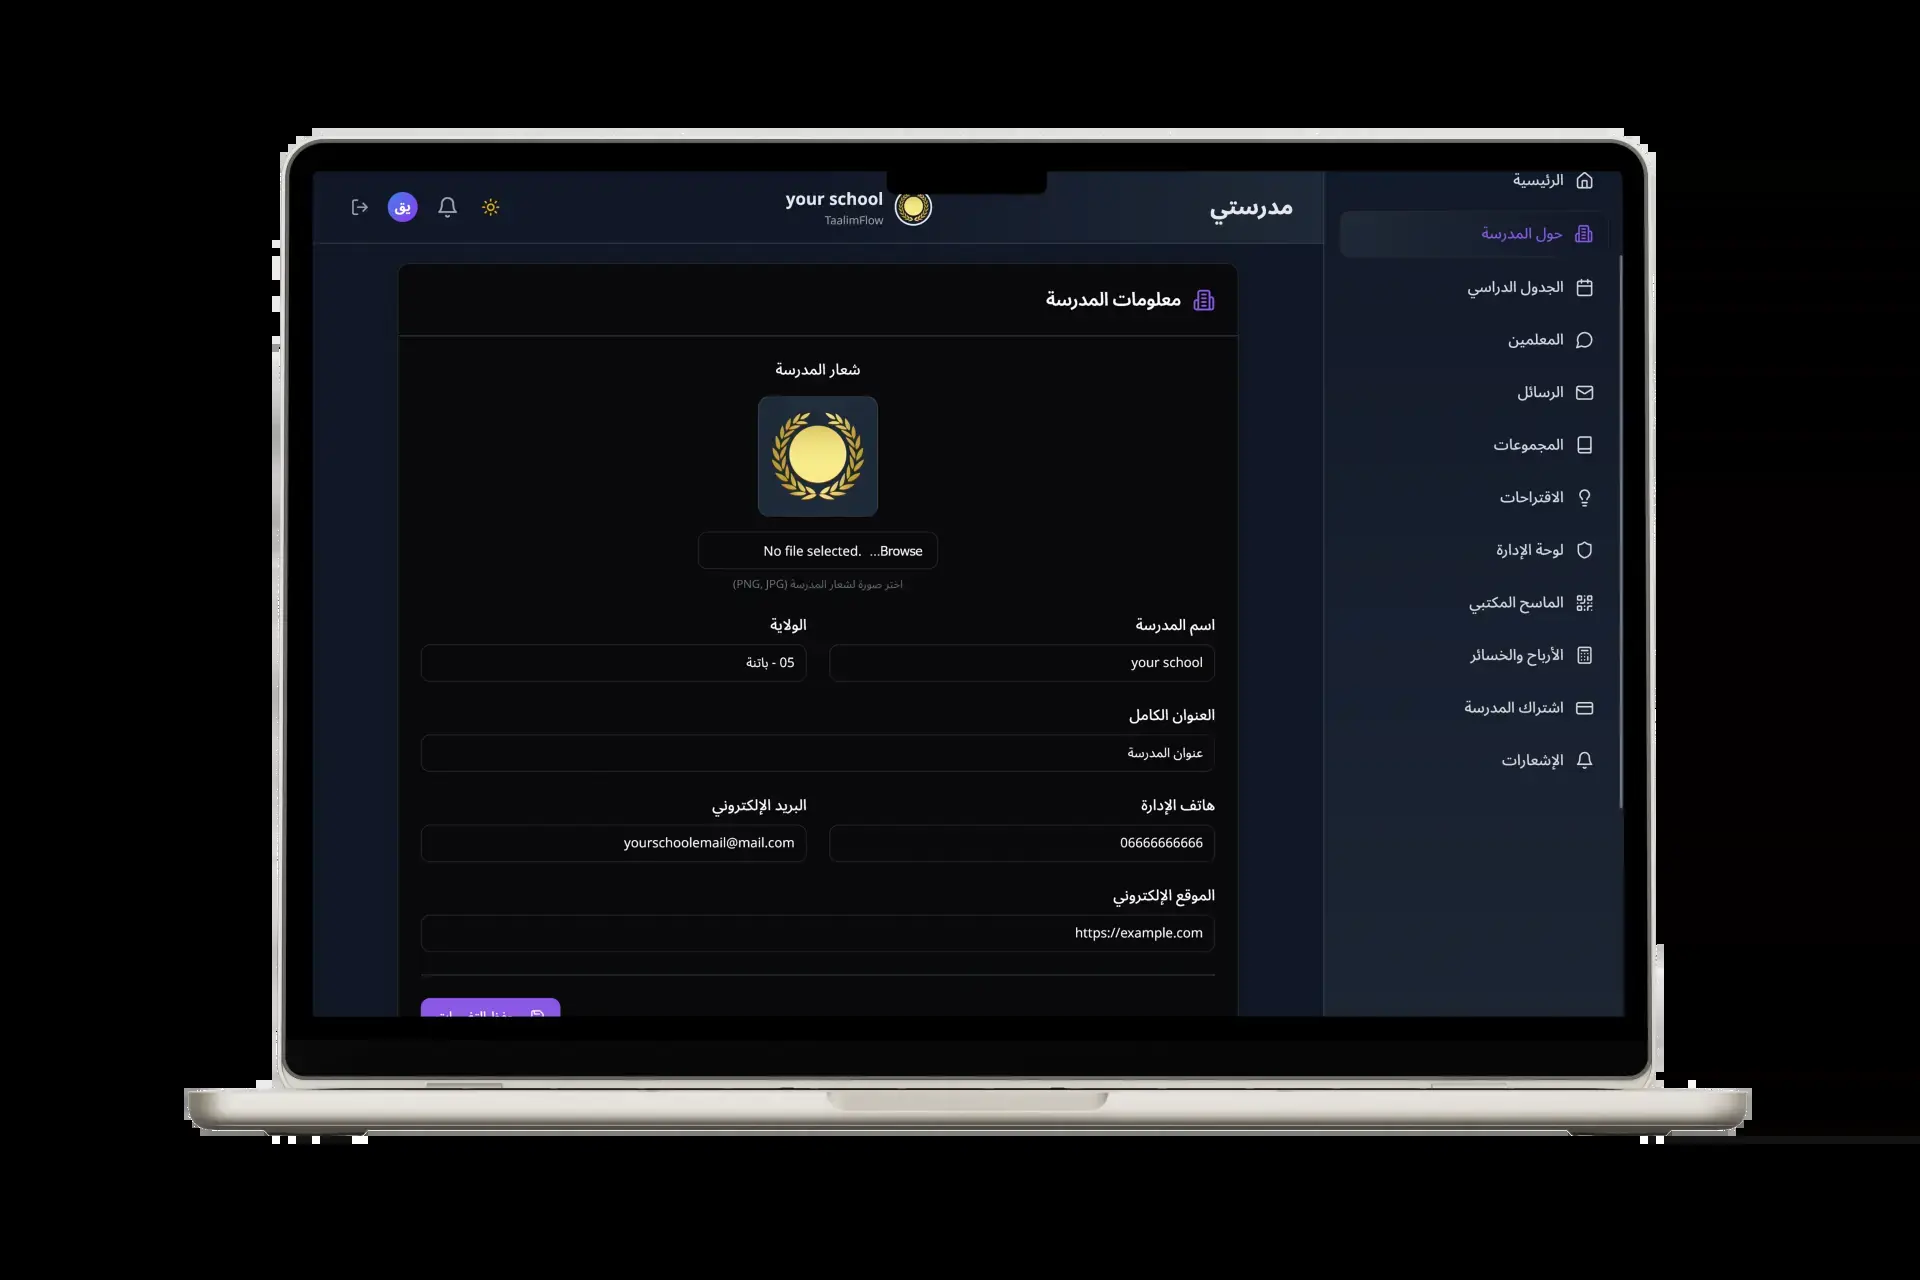 الرئيسية
حول المدرسة
الجدول الدراسي
المعلمين
الرسائل
المجموعات
الاقتراحات
لوحة الإدارة
الماسح المكتبي
الأرباح والخسائر
اشتراك المدرسة
الإشعارات
مدرستي
your school
TaalimFlow
يق
معلومات المدرسة
شعار المدرسة
Browse... No file selected.
اختر صورة لشعار المدرسة (PNG, JPG)
اسم المدرسة
your school
الولاية
05 - باتنة
العنوان الكامل
عنوان المدرسة
هاتف الإدارة
06666666666
البريد الإلكتروني
yourschoolemail@mail.com
الموقع الإلكتروني
https://example.com